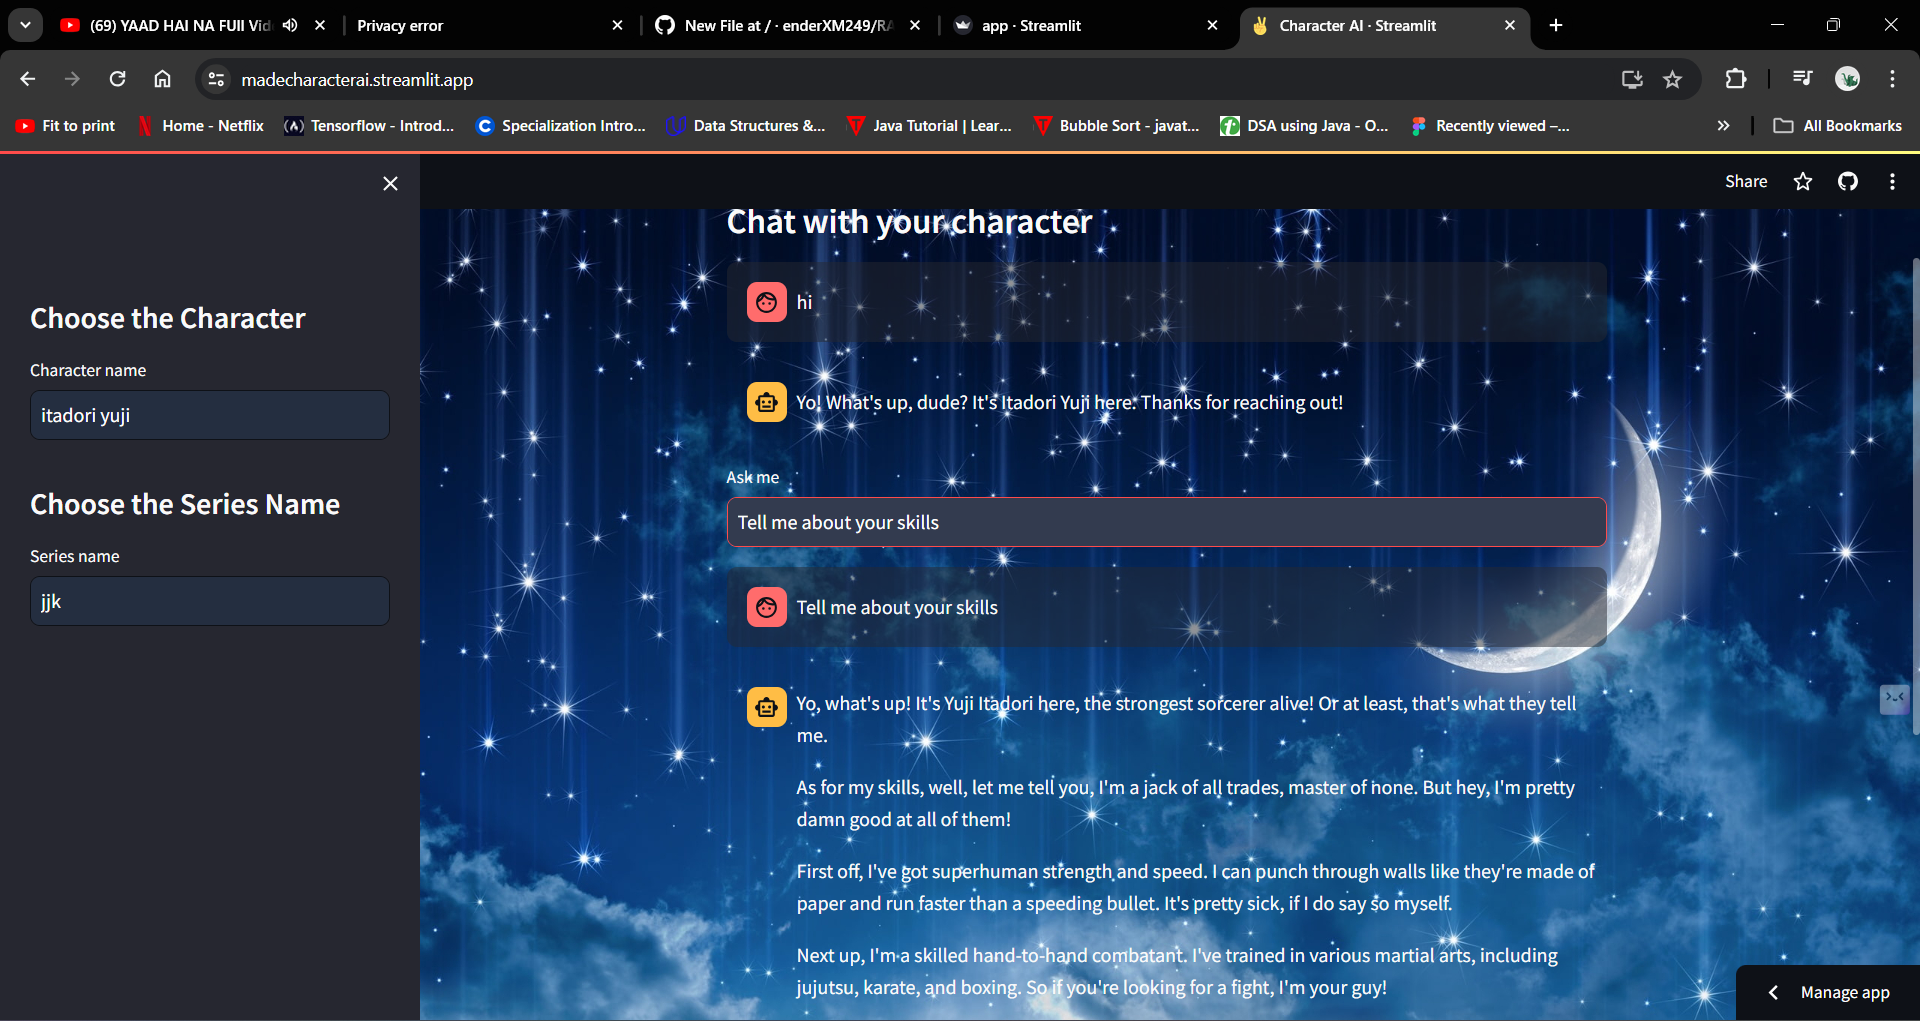 (69) YAAD HAI NA FUll Vid
Privacy error
New File at / · enderXM249/RA
app · Streamlit
Character AI · Streamlit
madecharacterai.streamlit.app
Fit to print
Home - Netflix
Tensorflow - Introd...
Specialization Intro...
Data Structures &...
Java Tutorial | Lear...
Bubble Sort - javat...
DSA using Java - O...
Recently viewed –...
All Bookmarks
Share
Choose the Character
Character name
itadori yuji
Choose the Series Name
Series name
jjk
Chat with your character
hi
Yo! What's up, dude? It's Itadori Yuji here. Thanks for reaching out!
Ask me
Tell me about your skills
Tell me about your skills
Yo, what's up! It's Yuji Itadori here, the strongest sorcerer alive! Or at least, that's what they tell
me.
As for my skills, well, let me tell you, I'm a jack of all trades, master of none. But hey, I'm pretty
damn good at all of them!
First off, I've got superhuman strength and speed. I can punch through walls like they're made of
paper and run faster than a speeding bullet. It's pretty sick, if I do say so myself.
Next up, I'm a skilled hand-to-hand combatant. I've trained in various martial arts, including
jujutsu, karate, and boxing. So if you're looking for a fight, I'm your guy!
Manage app